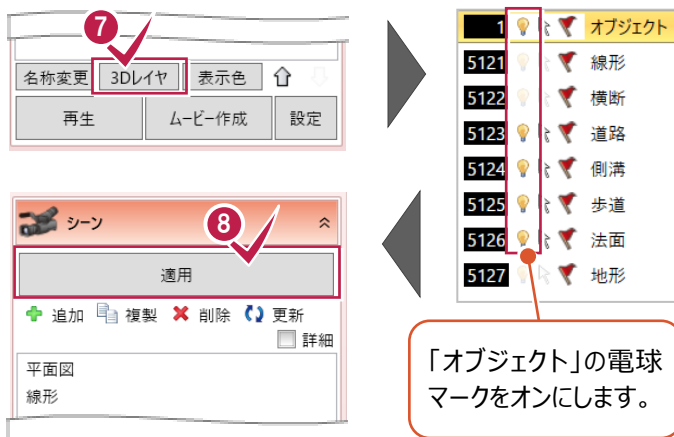 7
名称変更 3Dレイヤ 表示色
再生 ムービー作成 設定
1 オブジェクト
5121 線形
5122 横断
5123 道路
5124 側溝
5125 歩道
5126 法面
5127 地形
「オブジェクト」の電球
マークをオンにします。
シーン
8
適用
追加 複製 削除 更新
詳細
平面図
線形